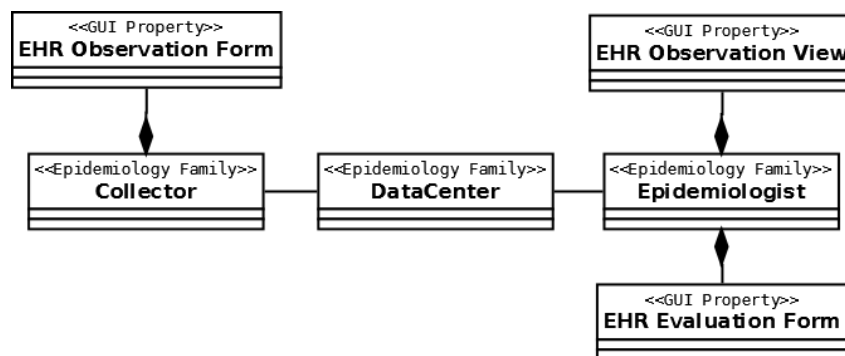 <<GUI Property>>
EHR Observation Form
<<GUI Property>>
EHR Observation View
<<Epidemiology Family>>
Collector
<<Epidemiology Family>>
DataCenter
<<Epidemiology Family>>
Epidemiologist
<<GUI Property>>
EHR Evaluation Form